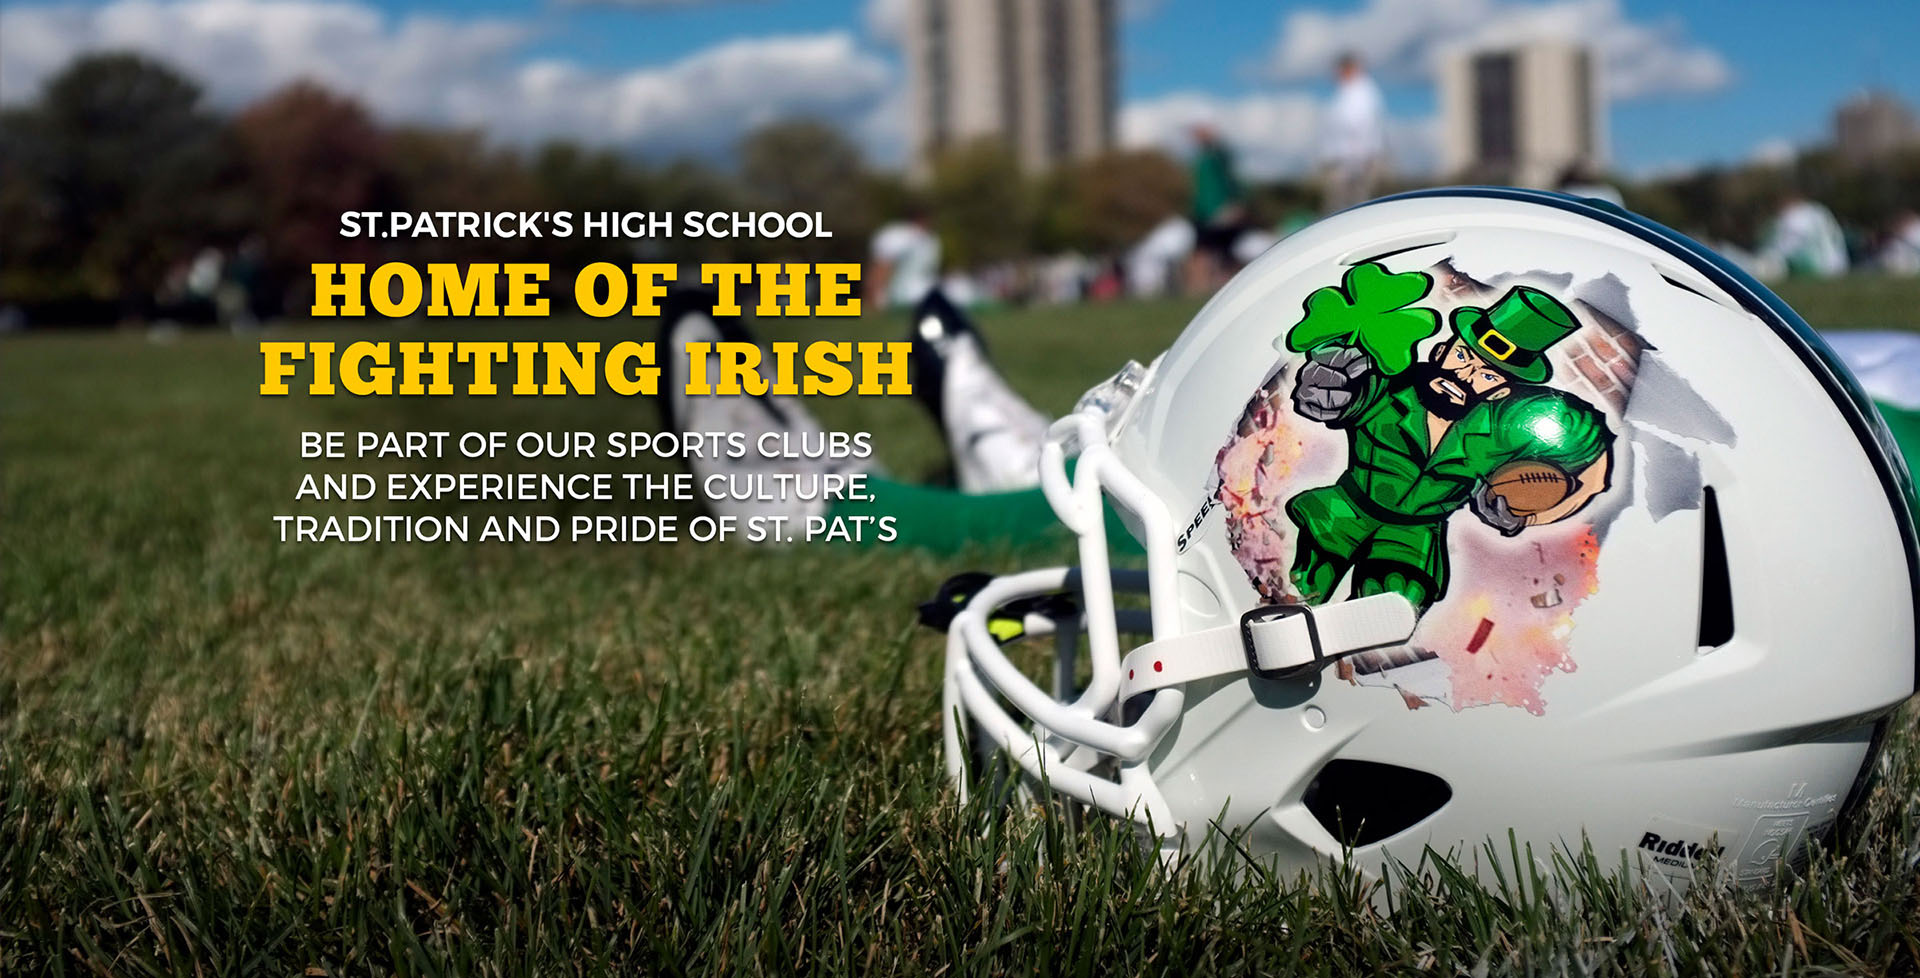 ST.PATRICK'S HIGH SCHOOL
HOME OF THE
FIGHTING IRISH
BE PART OF OUR SPORTS CLUBS
AND EXPERIENCE THE CULTURE,
TRADITION AND PRIDE OF ST. PAT’S